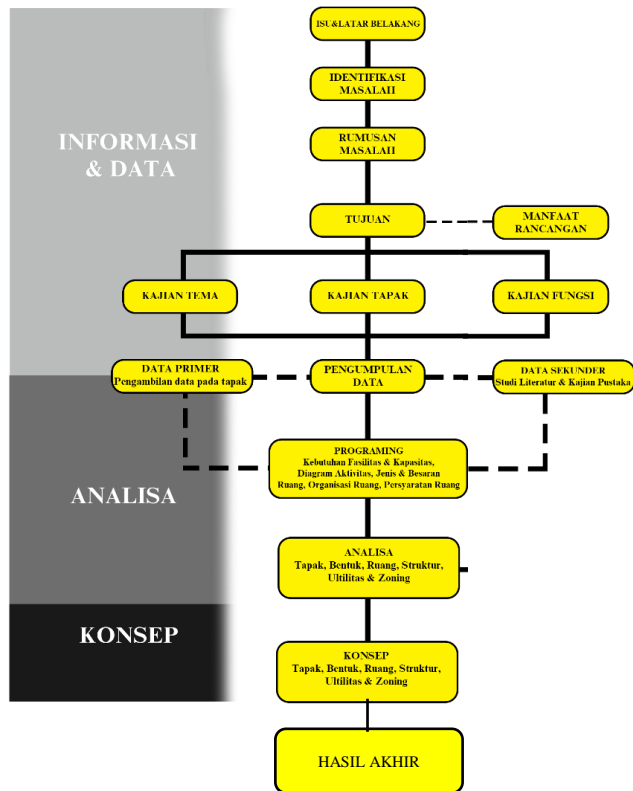 ISU&LATAR BELAKANG
IDENTIFIKASI
MASALAH
INFORMASI
& DATA
RUMUSAN
MASALAH
TUJUAN
MANFAAT
RANCANGAN
KAJIAN TEMA
KAJIAN TAPAK
KAJIAN FUNGSI
DATA PRIMER
Pengambilan data pada tapak
PENGUMPULAN
DATA
DATA SEKUNDER
Studi Literatur & Kajian Pustaka
ANALISA
PROGRAMING
Kebutuhan Fasilitas & Kapasitas,
Diagram Aktivitas, Jenis & Besaran
Ruang, Organisasi Ruang, Persyaratan Ruang
ANALISA
Tapak, Bentuk, Ruang, Struktur,
Ultilitas & Zoning
KONSEP
KONSEP
Tapak, Bentuk, Ruang, Struktur,
Ultilitas & Zoning
HASIL AKHIR